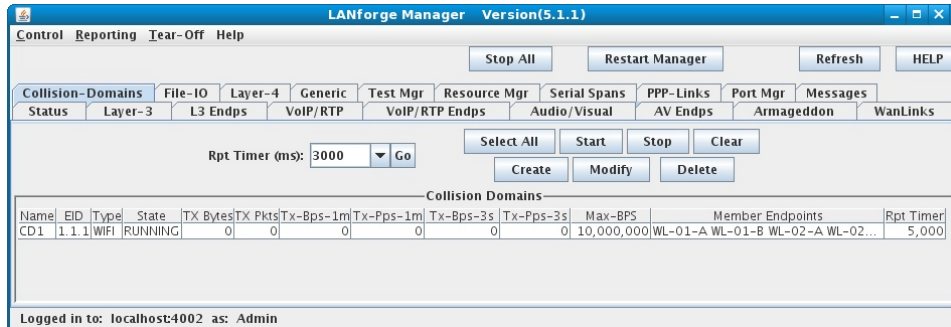 LANforge Manager Version(5.1.1)
Control Reporting Tear-Off Help
Stop All Restart Manager Refresh HELP
Collision-Domains File-IO Layer-4 Generic Test Mgr Resource Mgr Serial Spans PPP-Links Port Mgr Messages
Status Layer-3 L3 Endps VoIP/RTP VoIP/RTP Endps Audio/Visual AV Endps Armageddon WanLinks
Select All Start Stop Clear
Rpt Timer (ms): 3000 Go
Create Modify Delete
Collision Domains
Name EID Type State TX Bytes TX Pkts Tx-Bps-1m Tx-Pps-1m Tx-Bps-3s Tx-Pps-3s Max-BPS Member Endpoints Rpt Timer
CD1 1.1.1 WIFI RUNNING 0 0 0 0 0 0 10,000,000 WL-01-A WL-01-B WL-02-A WL-02... 5,000
Logged in to: localhost:4002 as: Admin